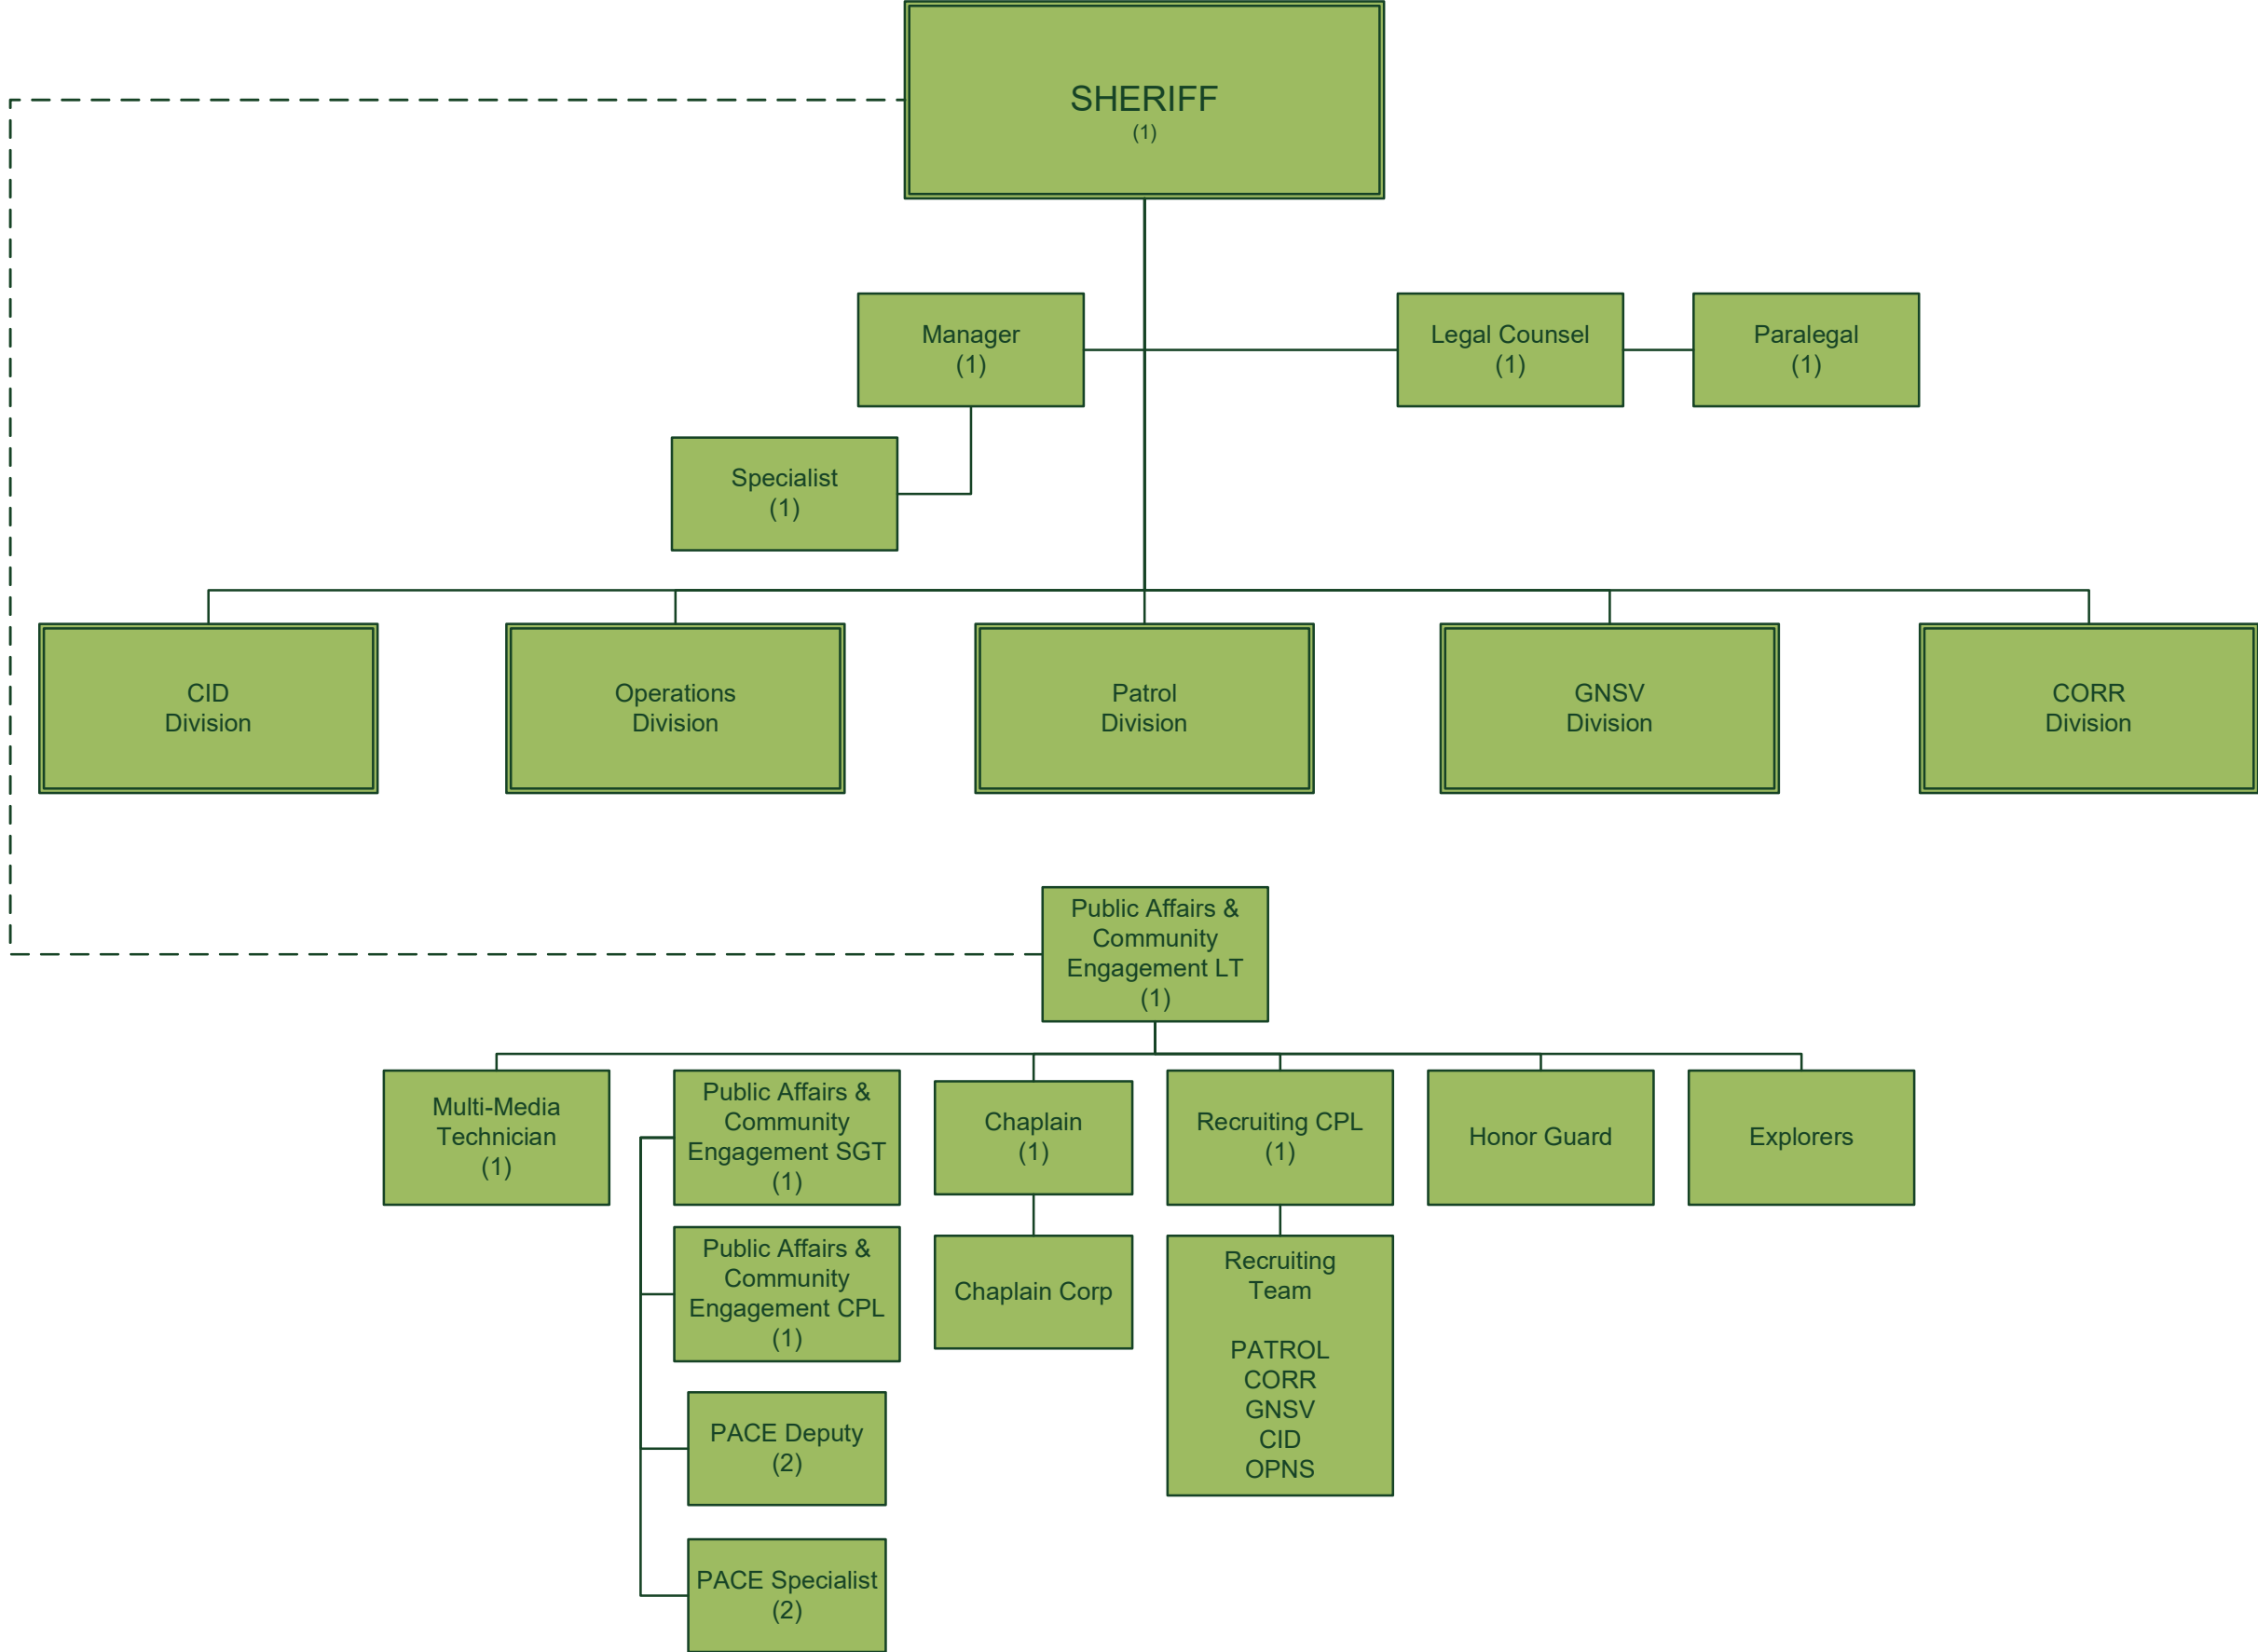 SHERIFF
(1)
Manager
(1)
Legal Counsel
(1)
Paralegal
(1)
Specialist
(1)
CID
Division
Operations
Division
Patrol
Division
GNSV
Division
CORR
Division
Public Affairs &
Community
Engagement LT
(1)
Multi-Media
Technician
(1)
Public Affairs &
Community
Engagement SGT
(1)
Chaplain
(1)
Recruiting CPL
(1)
Honor Guard
Explorers
Public Affairs &
Community
Engagement CPL
(1)
Chaplain Corp
Recruiting
Team
PATROL
CORR
GNSV
CID
OPNS
PACE Deputy
(2)
PACE Specialist
(2)